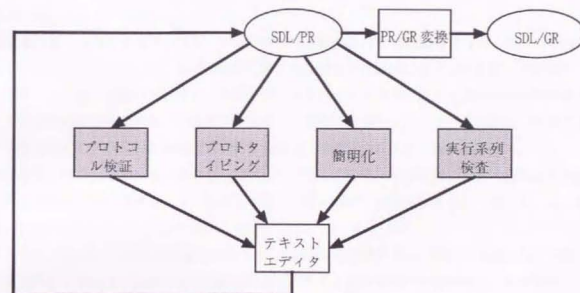 SDL/PR
PR/GR 変換
SDL/GR
プロトコ
ル検証
プロトタ
イピング
簡明化
実行系列
検査
テキスト
エディタ